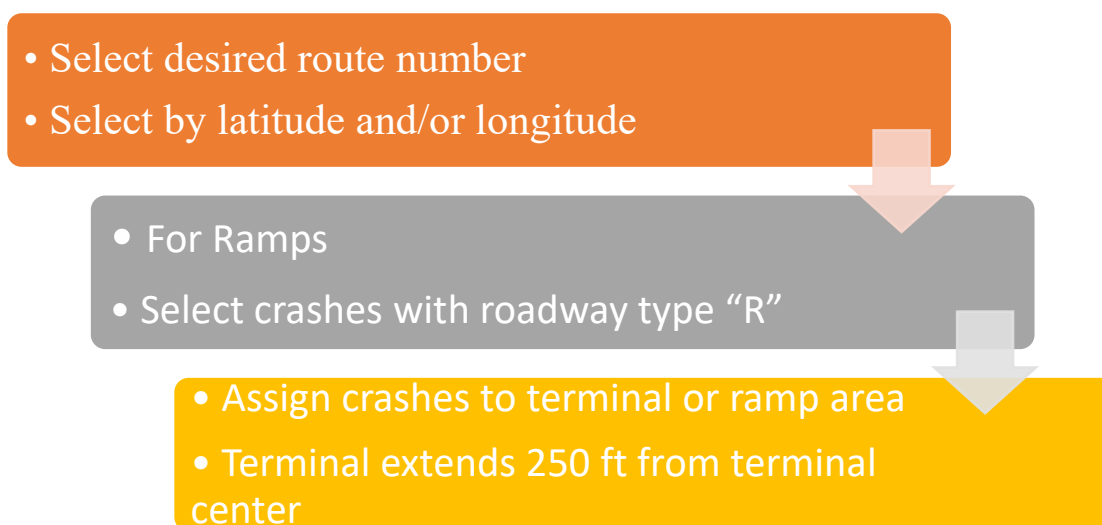 • Select desired route number
• Select by latitude and/or longitude
• For Ramps
• Select crashes with roadway type “R”
• Assign crashes to terminal or ramp area
• Terminal extends 250 ft from terminal
center